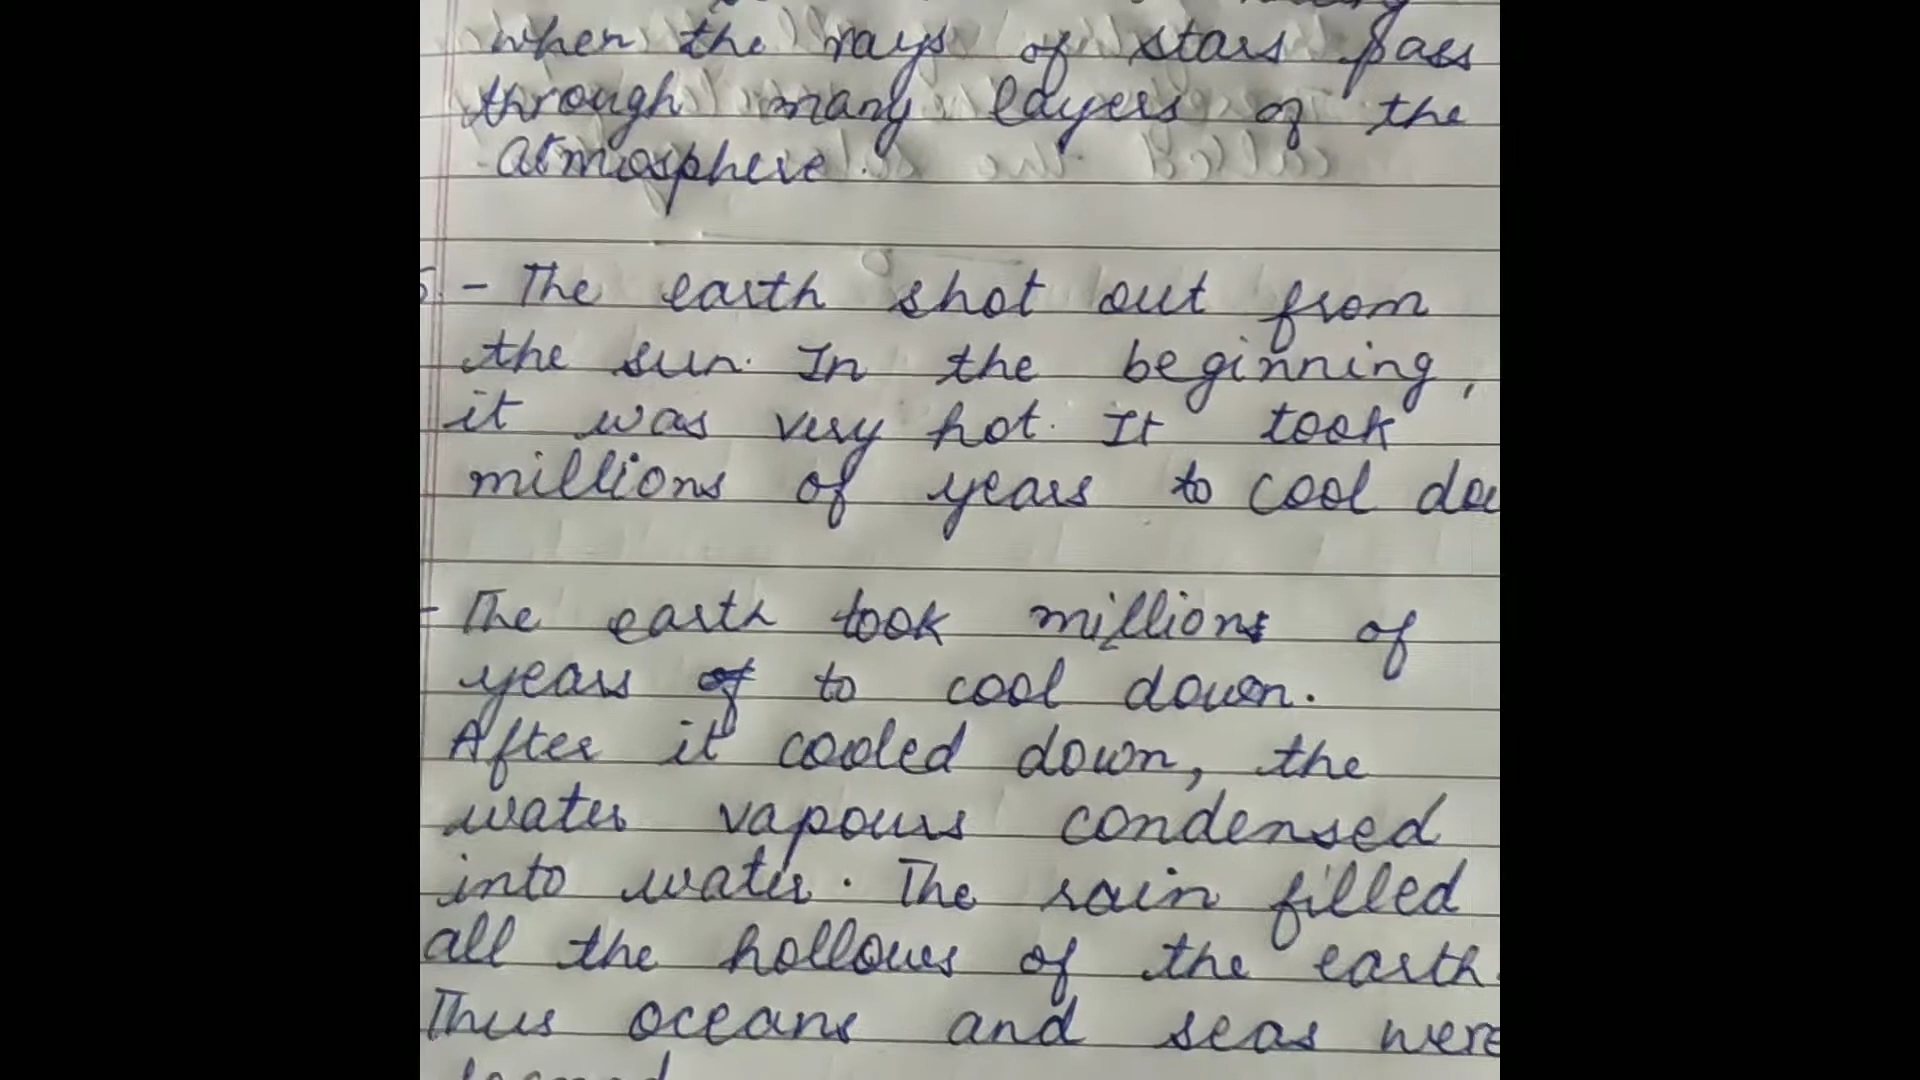 when the rays of stars pass
through many layers of the
atmosphere.
5. - The earth shot out from
the sun. In the beginning,
it was very hot. It took
millions of years to cool
- The earth took millions of
years to cool down.
After it cooled down, the
water vapours condensed
into water. The rain filled
all the hollows of the earth.
Thus oceans and seas were